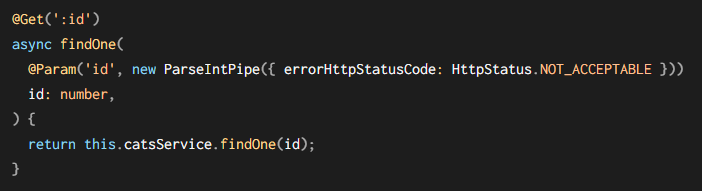 @Get(':id')
async findOne(
  @Param('id', new ParseIntPipe({ errorHttpStatusCode: HttpStatus.NOT_ACCEPTABLE }))
  id: number,
) {
  return this.catsService.findOne(id);
}